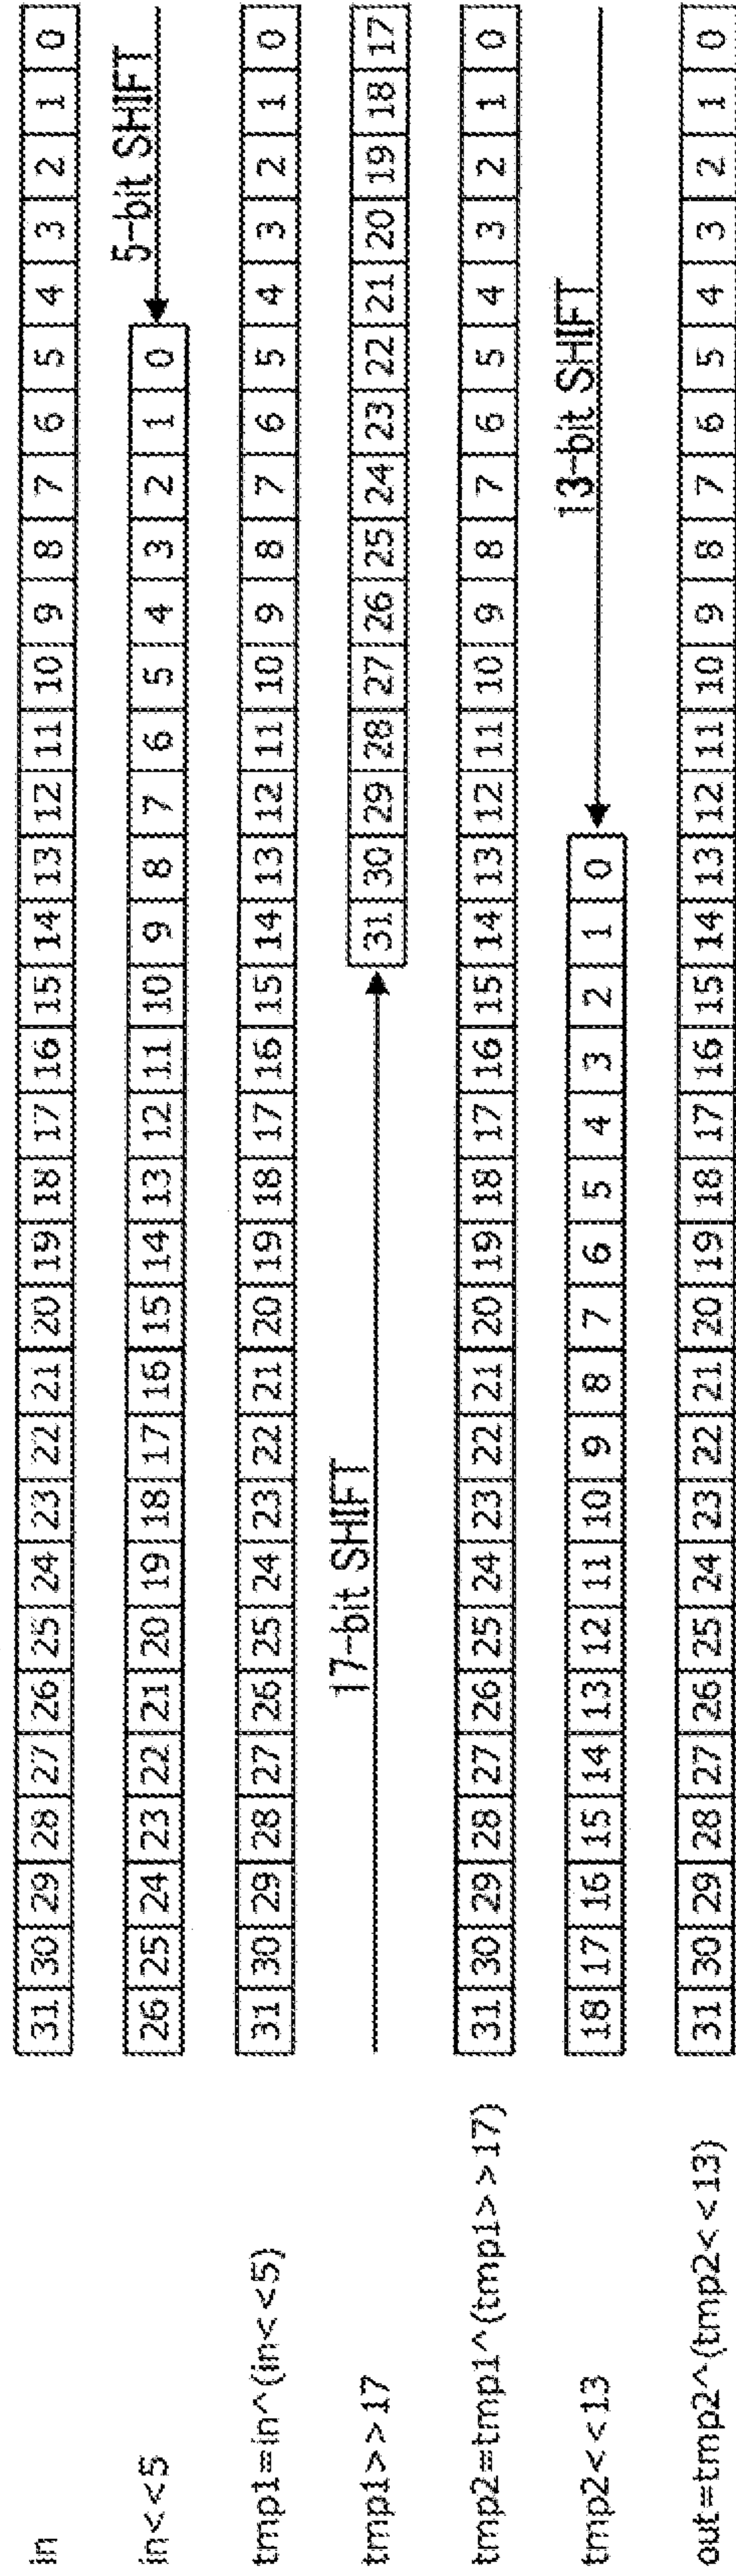 in 31 30 29 28 27 26 25 24 23 22 21 20 19 18 17 16 15 14 13 12 11 10 9 8 7 6 5 4 3 2 1 0
in<<5 26 25 24 23 22 21 20 19 18 17 16 15 14 13 12 11 10 9 8 7 6 5 4 3 2 1 0 5-bit SHIFT
tmp1=in^(in<<5) 31 30 29 28 27 26 25 24 23 22 21 20 19 18 17 16 15 14 13 12 11 10 9 8 7 6 5 4 3 2 1 0
tmp1>>17 17-bit SHIFT 31 30 29 28 27 26 25 24 23 22 21 20 19 18 17
tmp2=tmp1^(tmp1>>17) 31 30 29 28 27 26 25 24 23 22 21 20 19 18 17 16 15 14 13 12 11 10 9 8 7 6 5 4 3 2 1 0
tmp2<<13 18 17 16 15 14 13 12 11 10 9 8 7 6 5 4 3 2 1 0 13-bit SHIFT
out=tmp2^(tmp2<<13) 31 30 29 28 27 26 25 24 23 22 21 20 19 18 17 16 15 14 13 12 11 10 9 8 7 6 5 4 3 2 1 0